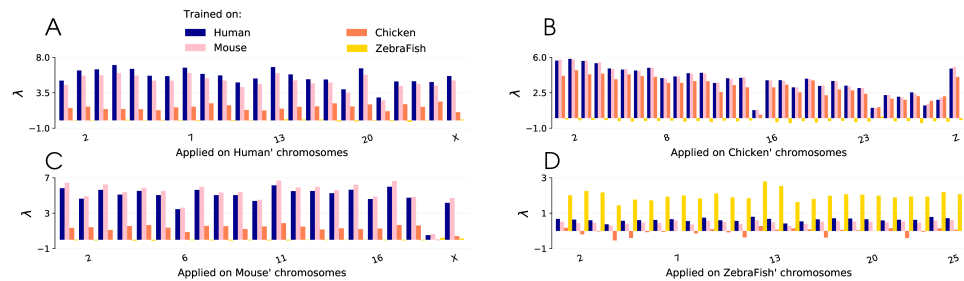 A
Trained on:
Human
Mouse
Chicken
ZebraFish
8.0
3.5
−1.0
λ
2
7
13
20
X
Applied on Human' chromosomes
B
6.0
2.5
−1.0
λ
2
8
16
23
Z
Applied on Chicken' chromosomes
C
7
3
−1
λ
2
6
11
16
X
Applied on Mouse' chromosomes
D
3
1
−1
λ
2
7
13
20
25
Applied on ZebraFish' chromosomes